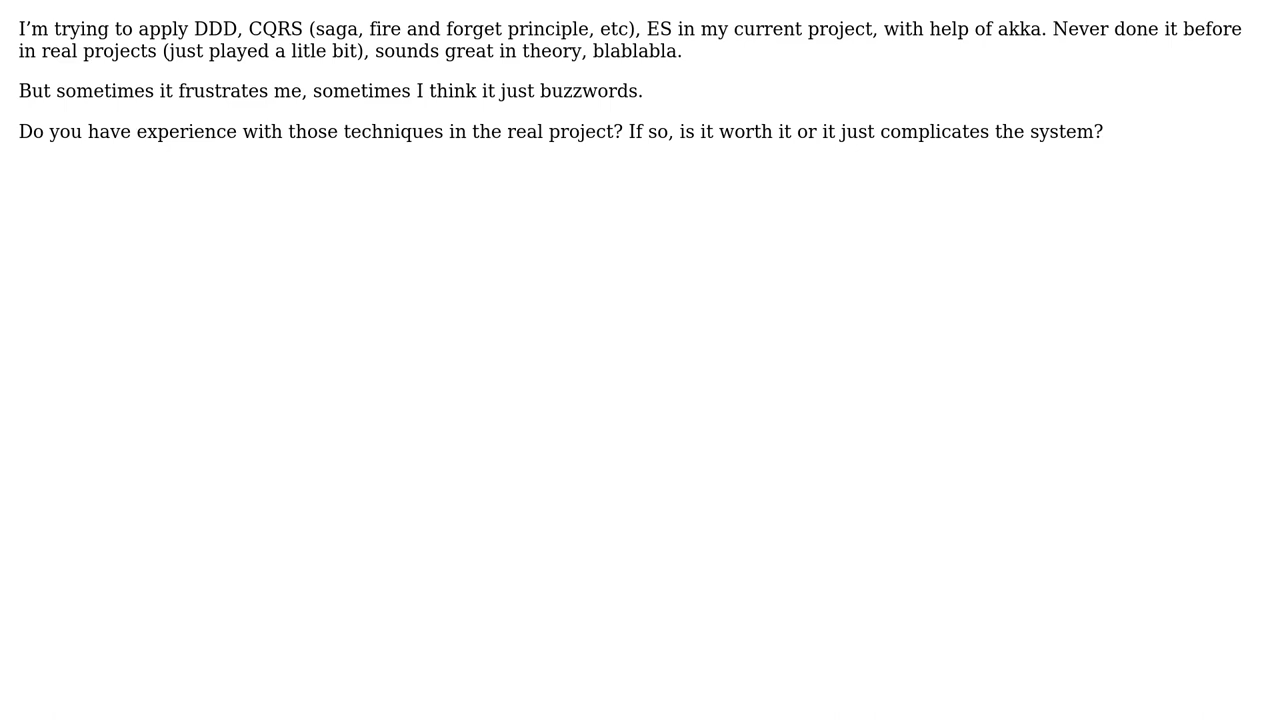 I’m trying to apply DDD, CQRS (saga, fire and forget principle, etc), ES in my current project, with help of akka. Never done it before
in real projects (just played a litle bit), sounds great in theory, blablabla.
But sometimes it frustrates me, sometimes I think it just buzzwords.
Do you have experience with those techniques in the real project? If so, is it worth it or it just complicates the system?